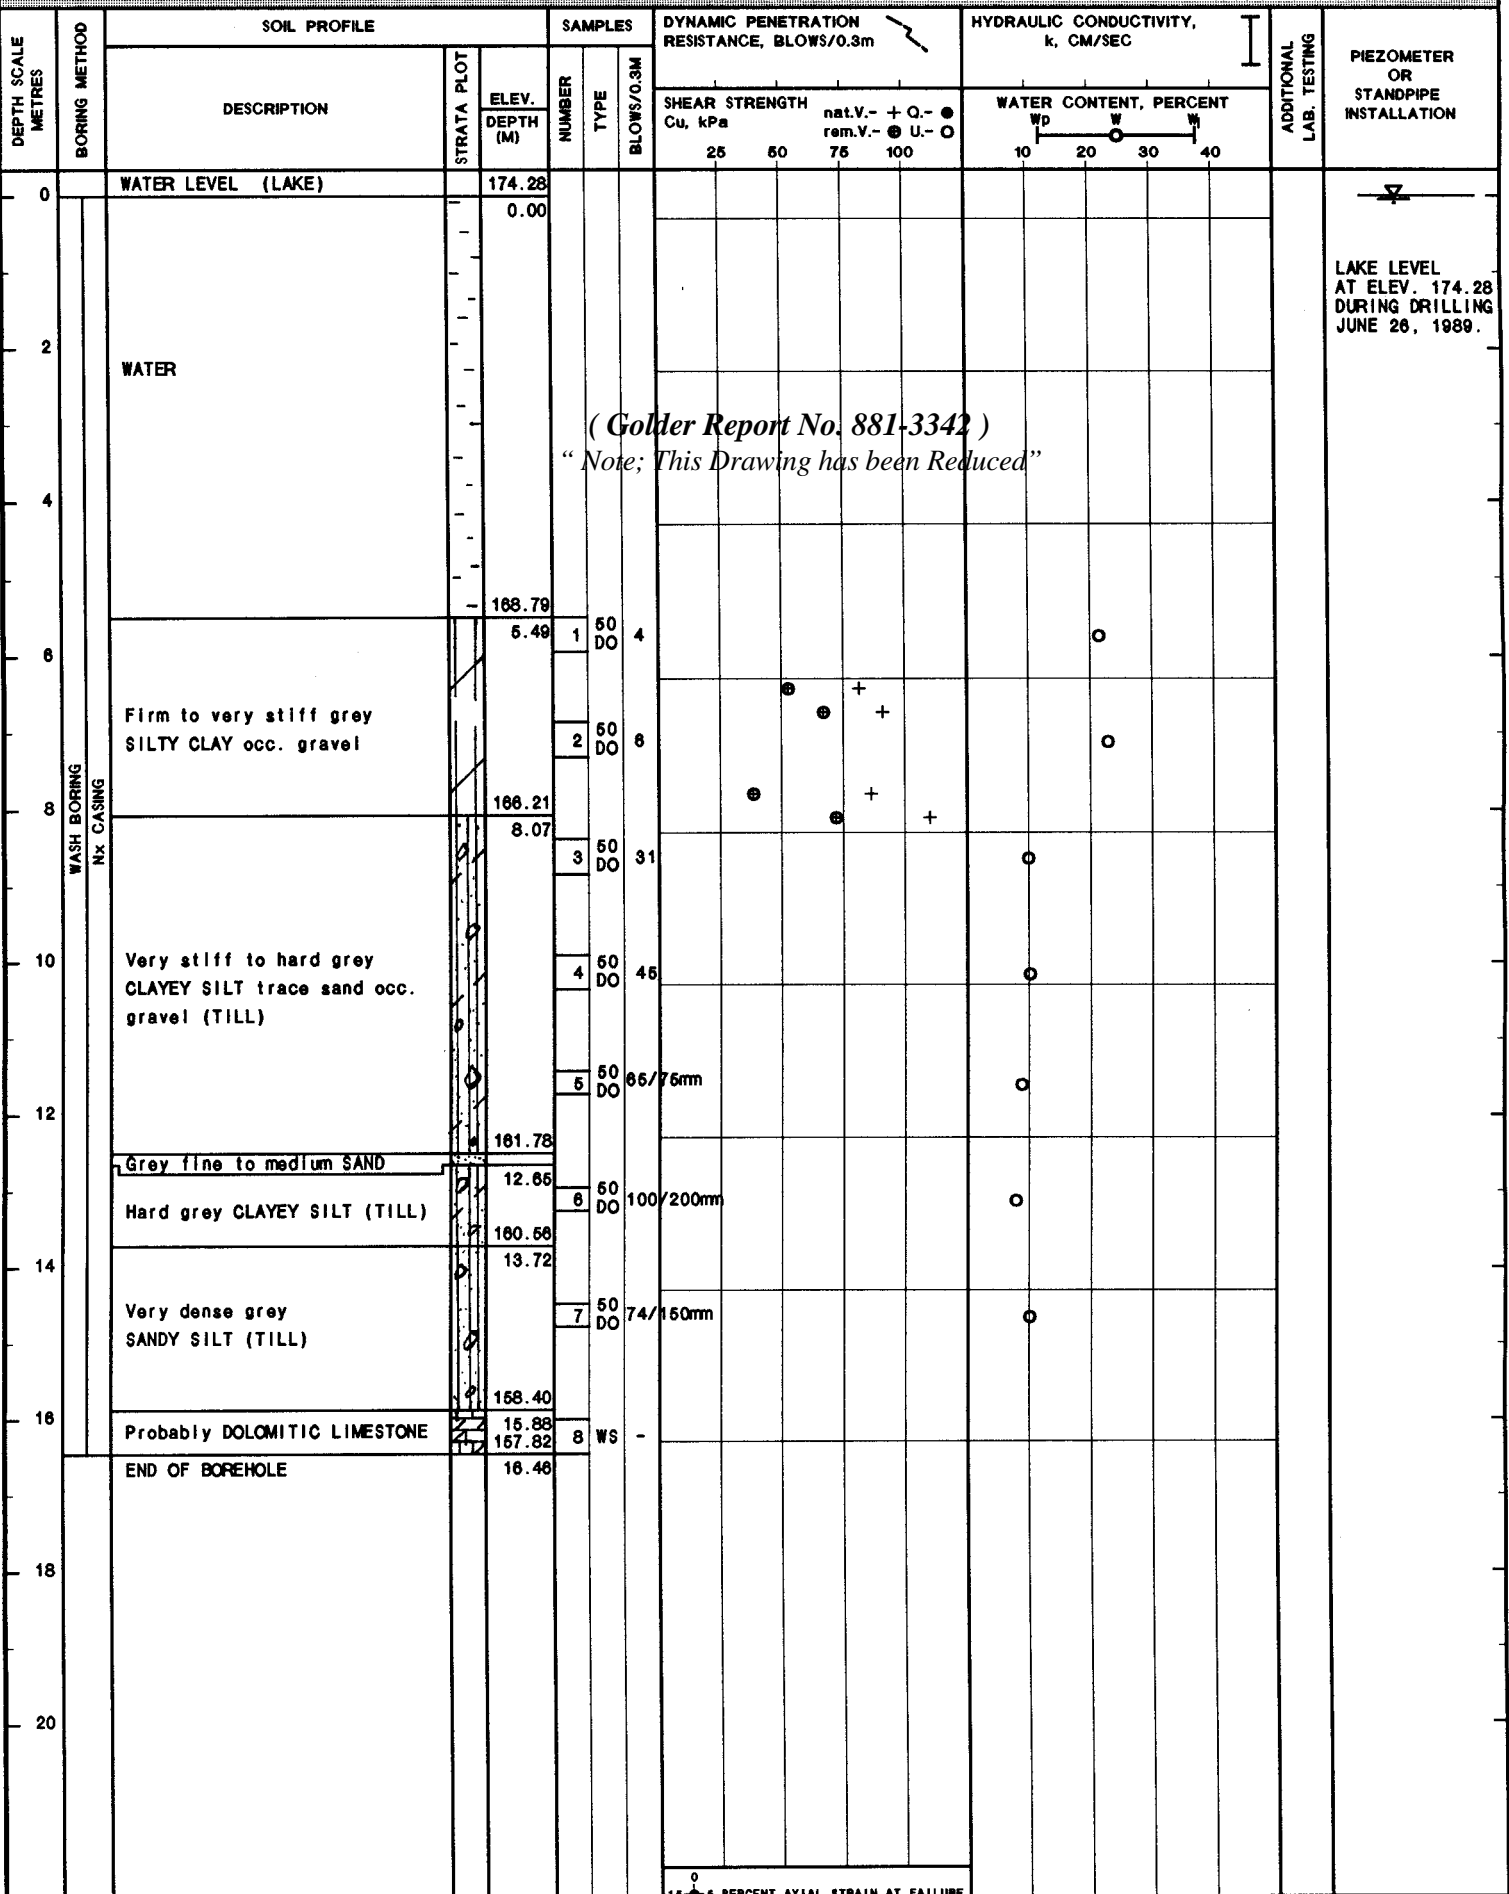 DEPTH SCALE
METRES
BORING METHOD
SOIL PROFILE
DESCRIPTION
STRATA PLOT
ELEV.
DEPTH
(M)
SAMPLES
NUMBER
TYPE
BLOWS/0.3M
DYNAMIC PENETRATION
RESISTANCE, BLOWS/0.3m
SHEAR STRENGTH
Cu, kPa
nat.V.- + Q.- ●
rem.V.- ⊕ U.- O
25 50 75 100
HYDRAULIC CONDUCTIVITY,
k, CM/SEC
WATER CONTENT, PERCENT
Wp W Wl
10 20 30 40
ADDITIONAL
LAB. TESTING
PIEZOMETER
OR
STANDPIPE
INSTALLATION
0
WATER LEVEL (LAKE) 174.28
0.00
LAKE LEVEL
AT ELEV. 174.28
DURING DRILLING
JUNE 26, 1989.
2
WATER
( Golder Report No. 881-3342 )
“ Note; This Drawing has been Reduced”
4
168.79
5.49
1 50 DO 4
6
Firm to very stiff grey
SILTY CLAY occ. gravel
2 50 DO 6
WASH BORING
Nx CASING
166.21
8
8.07
3 50 DO 31
10
Very stiff to hard grey
CLAYEY SILT trace sand occ.
gravel (TILL)
4 50 DO 45
5 50 DO 65/75mm
12
161.78
Grey fine to medium SAND
12.65
6 50 DO 100/200mm
Hard grey CLAYEY SILT (TILL)
160.56
13.72
14
Very dense grey
SANDY SILT (TILL)
7 50 DO 74/150mm
158.40
16
15.88
Probably DOLOMITIC LIMESTONE
157.82
8 WS -
END OF BOREHOLE
16.46
18
20
0
5 PERCENT AXIAL STRAIN AT FAILURE